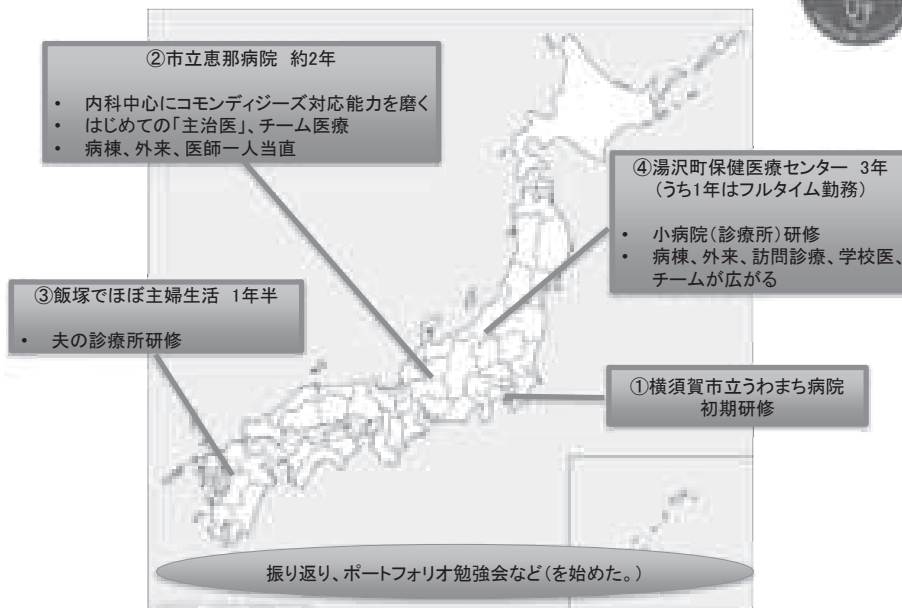 ②市立恵那病院 約2年
• 内科中心にコモンディジーズ対応能力を磨く
• はじめての「主治医」、チーム医療
• 病棟、外来、医師一人当直
④湯沢町保健医療センター 3年
(うち1年はフルタイム勤務)
• 小病院(診療所)研修
• 病棟、外来、訪問診療、学校医、
チームが広がる
③飯塚でほぼ主婦生活 1年半
• 夫の診療所研修
①横須賀市立うわまち病院
初期研修
振り返り、ポートフォリオ勉強会など(を始めた。)